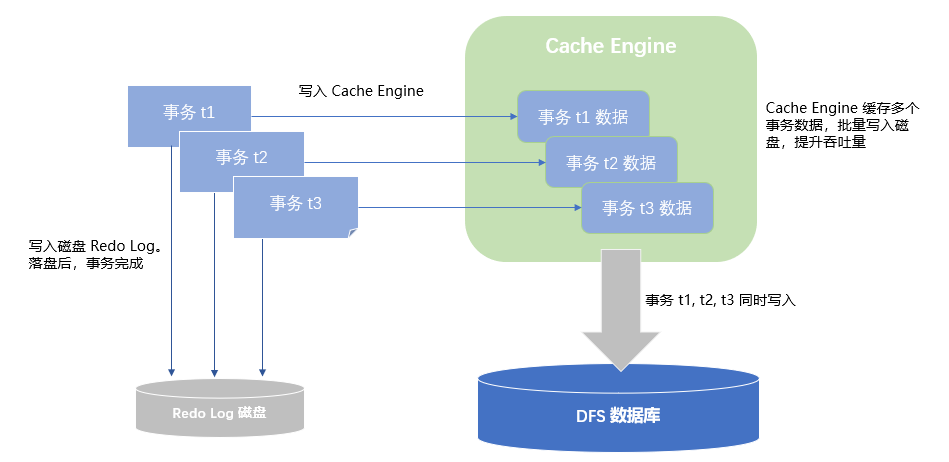 Cache Engine
写入 Cache Engine
事务 t1
事务 t1 数据
Cache Engine 缓存多个
事务数据，批量写入磁
盘，提升吞吐量
事务 t2
事务 t2 数据
事务 t3
事务 t3 数据
写入磁盘 Redo Log。
落盘后，事务完成
事务 t1, t2, t3 同时写入
Redo Log 磁盘
DFS 数据库